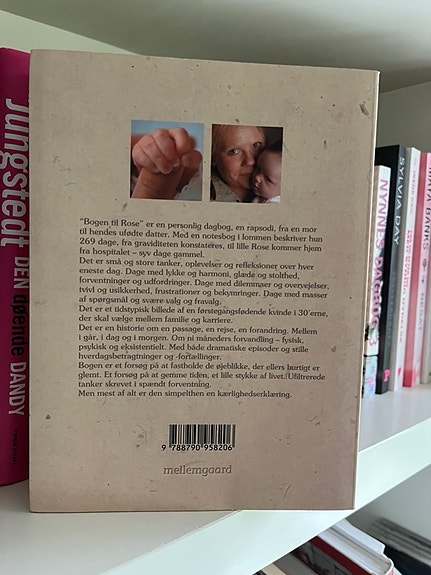 "Bogen til Rose" er en personlig dagbog, en rapsodi, fra en mor
til hendes ufødte datter. Med en notesbog i lommen beskriver hun
269 dage, fra graviditeten konstateres, til lille Rose kommer hjem
fra hospitalet – syv dage gammel.
Det er små og store tanker, oplevelser og refleksioner over hver
eneste dag. Dage med lykke og harmoni, glæde og stolthed,
forventninger og udfordringer. Dage med dilemmaer og overvejelser,
tvivl og usikkerhed, frustrationer og bekymringer. Dage med masser
af spørgsmål og svære valg og fravalg.
Det er et tidstypisk billede af en førstegangsfødende kvinde i 30'erne,
der skal vælge mellem familie og karriere.
Det er en historie om en passage, en rejse, en forandring. Mellem
i går, i dag og i morgen. Om ni måneders forvandling – fysisk,
psykisk og eksistentielt. Med både dramatiske episoder og stille
hverdagsbetragtninger og -fortællinger.
Bogen er et forsøg på at fastholde de øjeblikke, der ellers hurtigt er
glemt. Et forsøg på at gemme tiden, et lille stykke af livet. Ufiltrerede
tanker skrevet i spændt forventning.
Men mest af alt er den simpelthen en kærlighedserklæring.
9 788790 958206
mellemgaard
Jungstedt
DEN døende DANDY
SYLVIA DAY